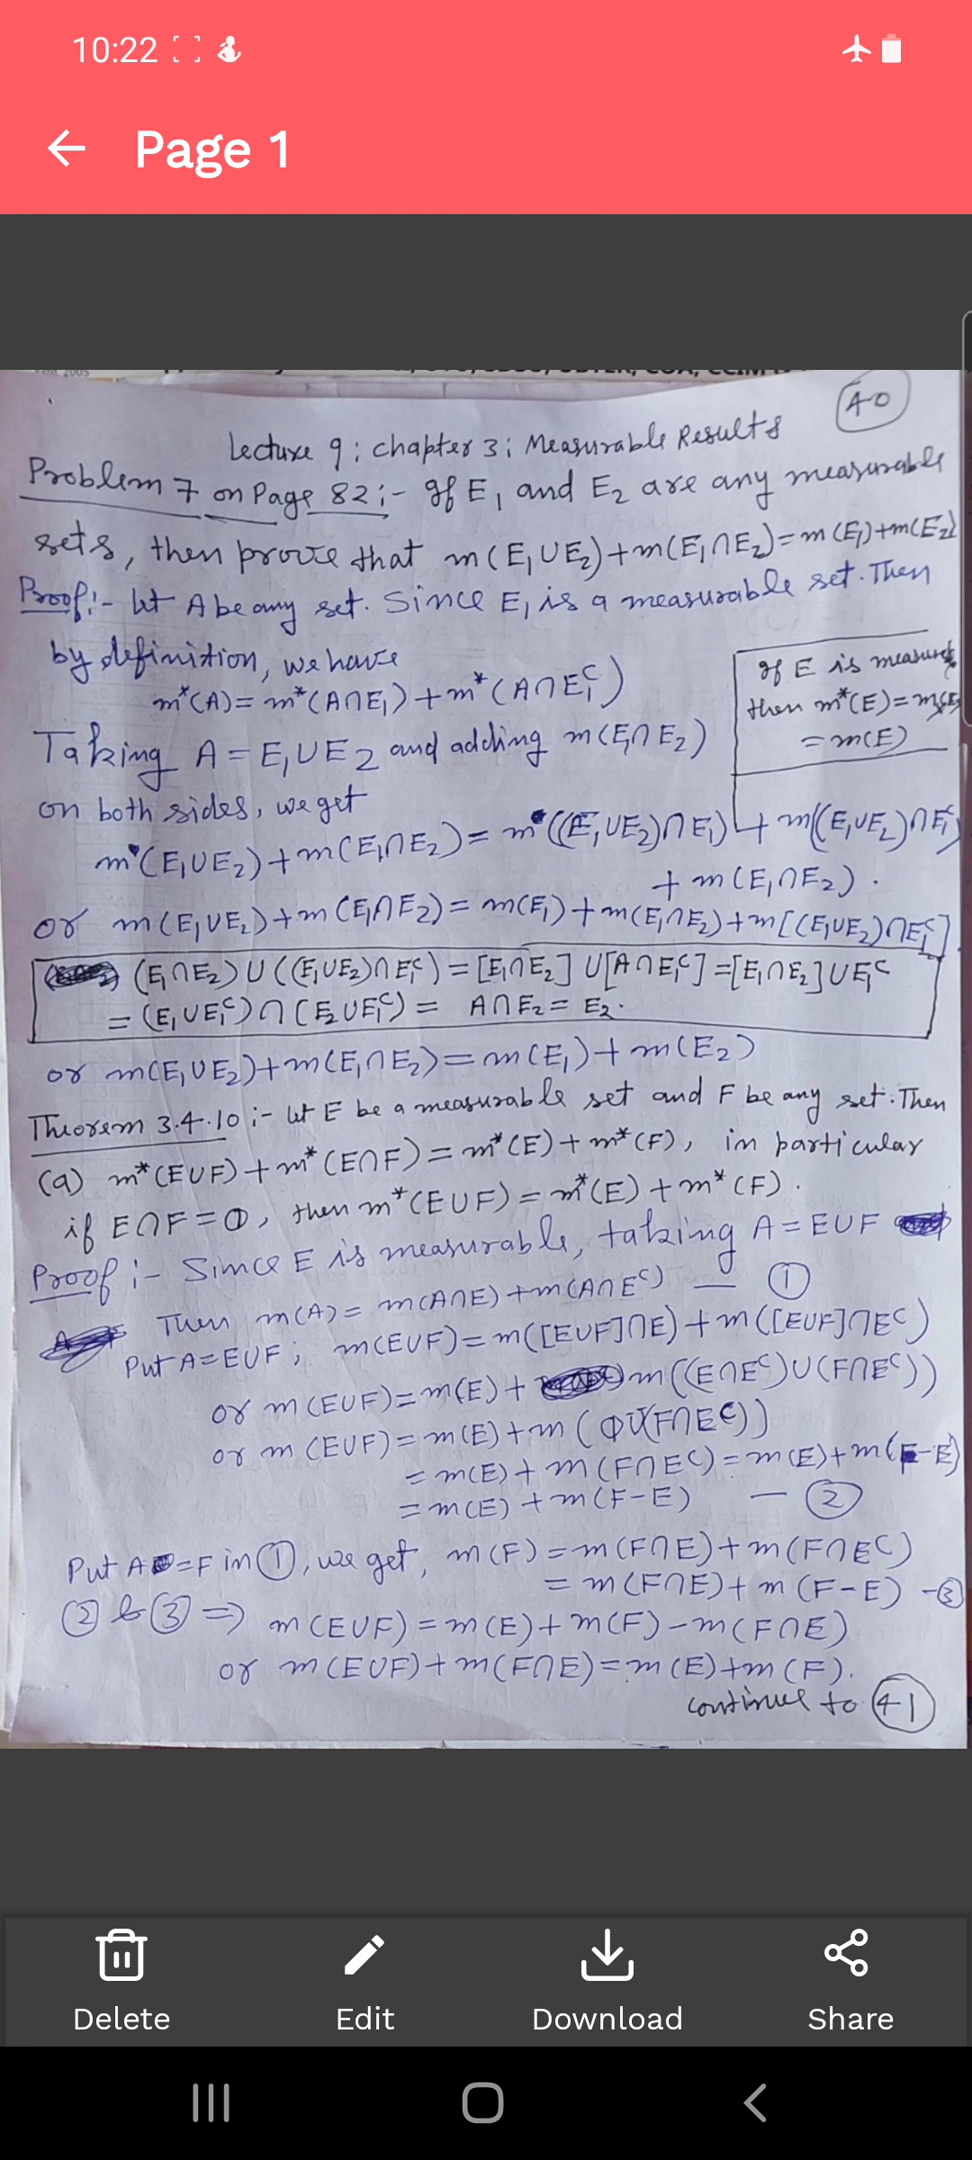 10:22
Page 1
40
Lecture 9 : Chapter 3 : Measurable Results
Problem 7 on Page 82 :- If E₁ and E₂ are any measurable
sets, then prove that m(E₁∪E₂)+m(E₁∩E₂)=m(E₁)+m(E₂)
Proof :- let A be any set. Since E₁ is a measurable set. Then
by definition, we have
m*(A)= m*(A∩E₁)+m*(A∩E₁ᶜ)
If E is measurable
then m*(E)=
=m(E)
Taking A=E₁∪E₂ and adding m(E₁∩E₂)
on both sides, we get
m(E₁∪E₂)+m(E₁∩E₂)= m((E₁∪E₂)∩E₁)+m((E₁∪E₂)∩E₁ᶜ)
+m(E₁∩E₂).
or m(E₁∪E₂)+m(E₁∩E₂)= m(E₁)+m(E₁∩E₂)+m[(E₁∪E₂)∩E₁ᶜ]
(E₁∩E₂)∪((E₁∪E₂)∩E₁ᶜ)=[E₁∩E₂]∪[A∩E₁ᶜ]=[E₁∩E₂]∪E₁ᶜ
=(E₁∪E₁ᶜ)∩(E₂∪E₁ᶜ)= A∩E₂=E₂.
or m(E₁∪E₂)+m(E₁∩E₂)=m(E₁)+m(E₂)
Theorem 3.4.10 :- let E be a measurable set and F be any set. Then
(a) m*(E∪F)+m*(E∩F)=m*(E)+m*(F), in particular
if E∩F=Φ, then m*(E∪F)=m*(E)+m*(F).
Proof :- Since E is measurable, taking A=E∪F
Then m(A)= m(A∩E)+m(A∩Eᶜ) — ①
Put A=E∪F; m(E∪F)=m([E∪F]∩E)+m([E∪F]∩Eᶜ)
or m(E∪F)=m(E)+m((E∩Eᶜ)∪(F∩Eᶜ))
or m(E∪F)=m(E)+m(Φ∪(F∩Eᶜ))
=m(E)+m(F∩Eᶜ)=m(E)+m(F-E)
=m(E)+m(F-E) — ②
Put A=F in ①, we get, m(F)=m(F∩E)+m(F∩Eᶜ)
=m(F∩E)+m(F-E) -③
② & ③ ⇒ m(E∪F)=m(E)+m(F)-m(F∩E)
or m(E∪F)+m(F∩E)=m(E)+m(F).
continue to 41
Delete Edit Download Share